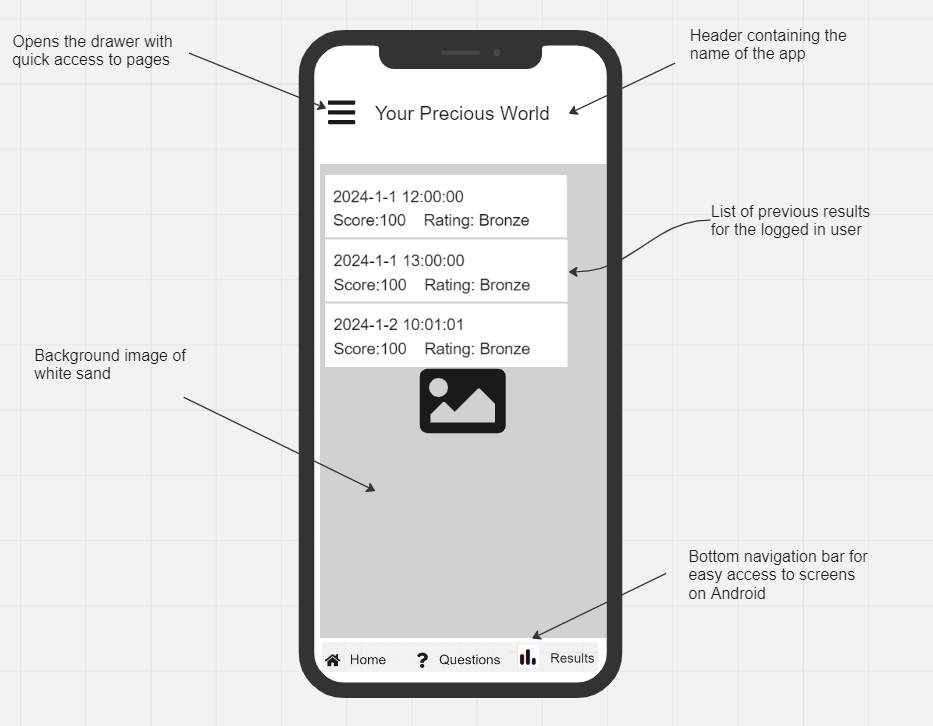 Opens the drawer with
quick access to pages
Header containing the
name of the app
Your Precious World
2024-1-1 12:00:00
Score:100 Rating: Bronze
List of previous results
for the logged in user
2024-1-1 13:00:00
Score:100 Rating: Bronze
2024-1-2 10:01:01
Score:100 Rating: Bronze
Background image of
white sand
Bottom navigation bar for
easy access to screens
on Android
Home Questions Results